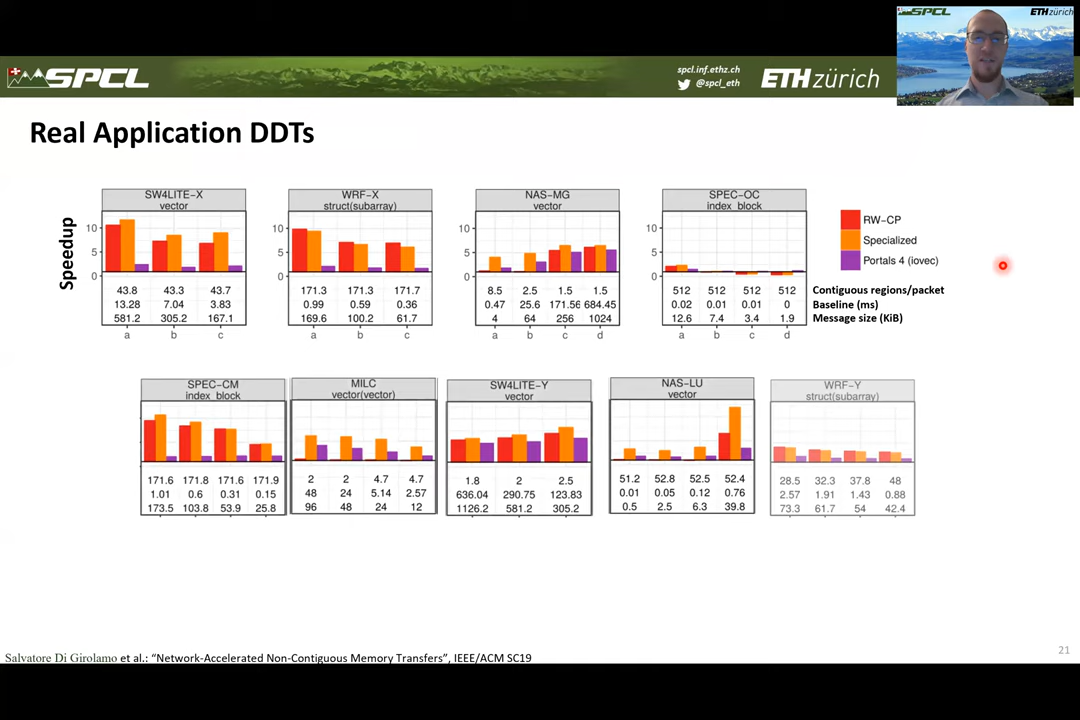 SPCL
ETHzürich
SPCL
spcl.inf.ethz.ch
@spcl_eth
ETH zürich
Real Application DDTs
Speedup
SW4LITE−X
vector
10
5
0
43.8 43.3 43.7
13.28 7.04 3.83
581.2 305.2 167.1
a b c
WRF−X
struct(subarray)
10
5
0
171.3 171.3 171.7
0.99 0.59 0.36
169.6 100.2 61.7
a b c
NAS−MG
vector
10
5
0
8.5 2.5 1.5 1.5
0.47 25.6 171.56 684.45
4 64 256 1024
a b c d
SPEC−OC
index_block
10
5
0
512 512 512 512
0.02 0.01 0.01 0
12.6 7.4 3.4 1.9
a b c d
RW−CP
Specialized
Portals 4 (iovec)
Contiguous regions/packet
Baseline (ms)
Message size (KiB)
SPEC−CM
index_block
171.6 171.8 171.6 171.9
1.01 0.6 0.31 0.15
173.5 103.8 53.9 25.8
MILC
vector(vector)
2 2 4.7 4.7
48 24 5.14 2.57
96 48 24 12
SW4LITE−Y
vector
1.8 2 2.5
636.04 290.75 123.83
1126.2 581.2 305.2
NAS−LU
vector
51.2 52.8 52.5 52.4
0.01 0.05 0.12 0.76
0.5 2.5 6.3 39.8
WRF−Y
struct(subarray)
28.5 32.3 37.8 48
2.57 1.91 1.43 0.88
73.3 61.7 54 42.4
Salvatore Di Girolamo et al.: “Network-Accelerated Non-Contiguous Memory Transfers”, IEEE/ACM SC19
21